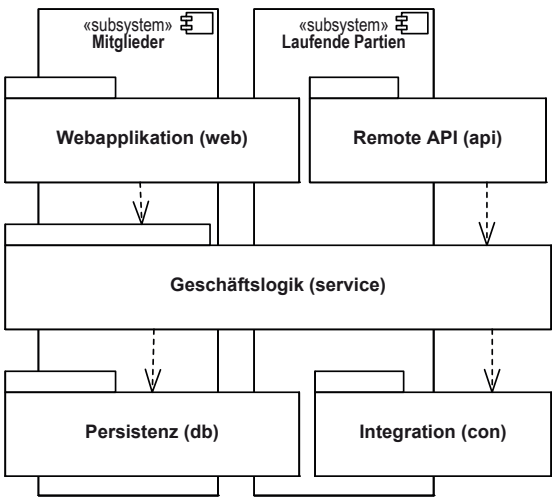 «subsystem»
Mitglieder
«subsystem»
Laufende Partien
Webapplikation (web)
Remote API (api)
Geschäftslogik (service)
Persistenz (db)
Integration (con)